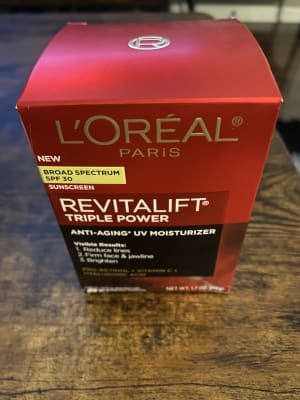 L'ORÉAL®
PARIS
NEW
BROAD SPECTRUM
SPF 30
SUNSCREEN
REVITALIFT®
TRIPLE POWER
ANTI-AGING* UV MOISTURIZER
Visible Results:
1. Reduce lines
2. Firm face & jawline
3. Brighten
PRO-RETINOL + VITAMIN C +
HYALURONIC ACID
NET WT. 1.7 OZ